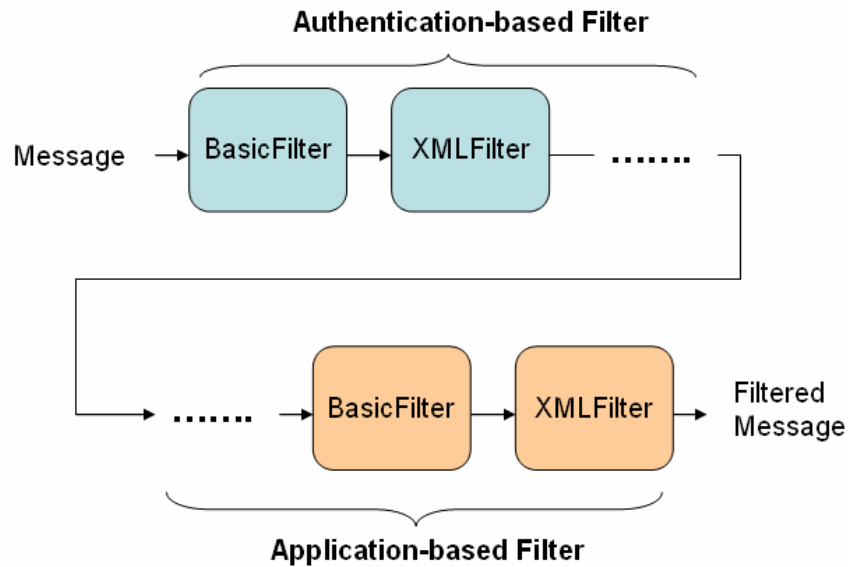 Authentication-based Filter
Message
BasicFilter
XMLFilter
.......
.......
BasicFilter
XMLFilter
Filtered
Message
Application-based Filter